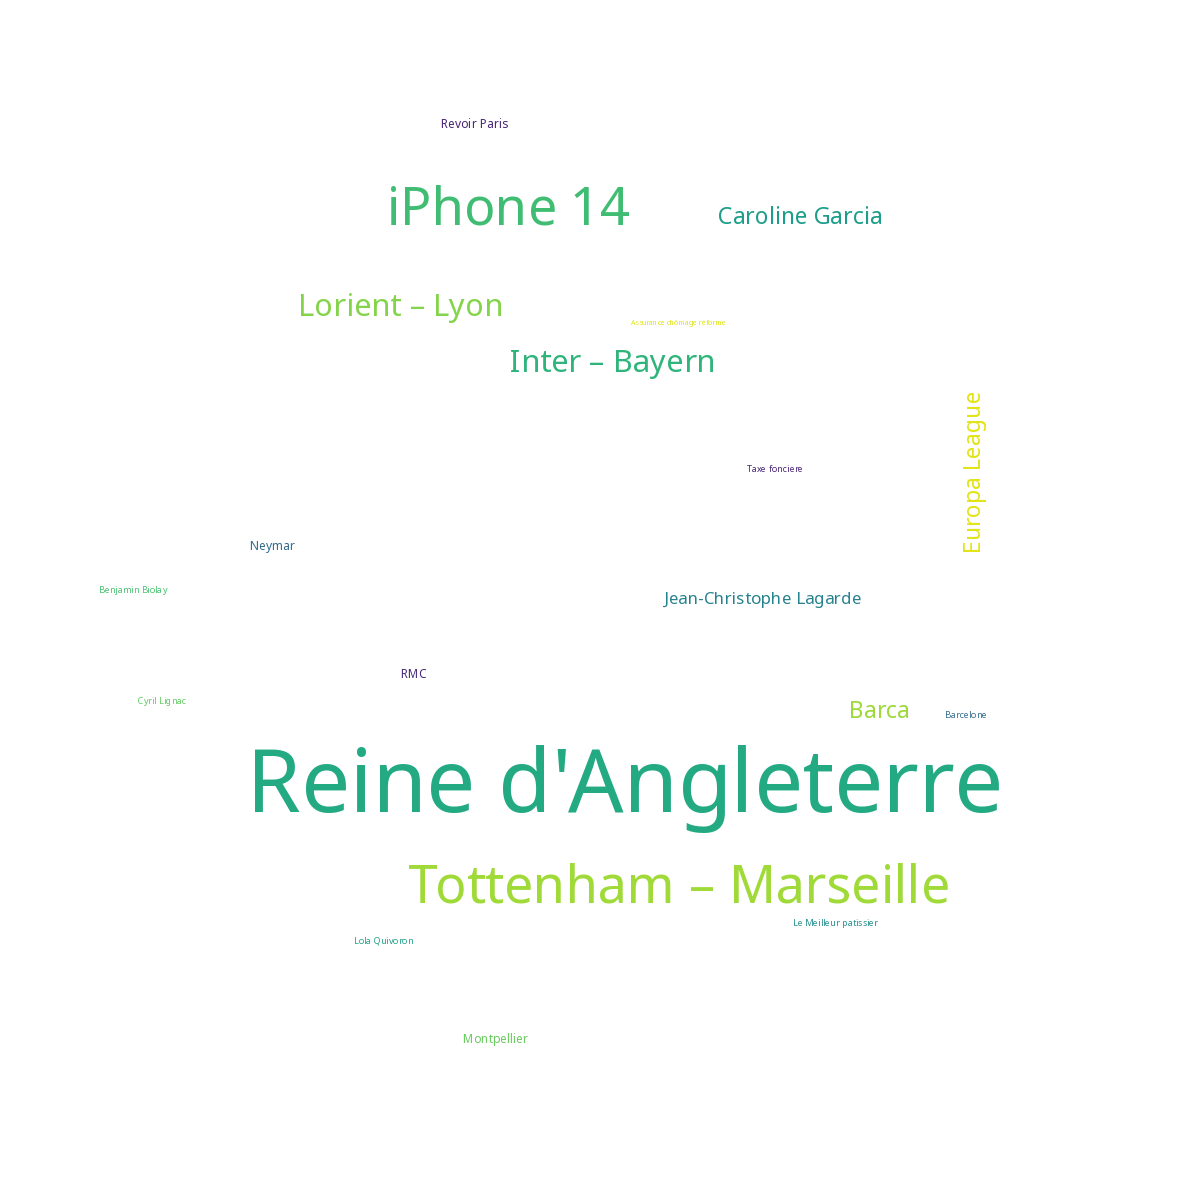 Revoir Paris
iPhone 14
Caroline Garcia
Lorient – Lyon
Assurance chômage réforme
Inter – Bayern
Europa League
Taxe fonciere
Neymar
Benjamin Biolay
Jean-Christophe Lagarde
RMC
Cyril Lignac
Barca
Barcelone
Reine d'Angleterre
Tottenham – Marseille
Le Meilleur patissier
Lola Quivoron
Montpellier